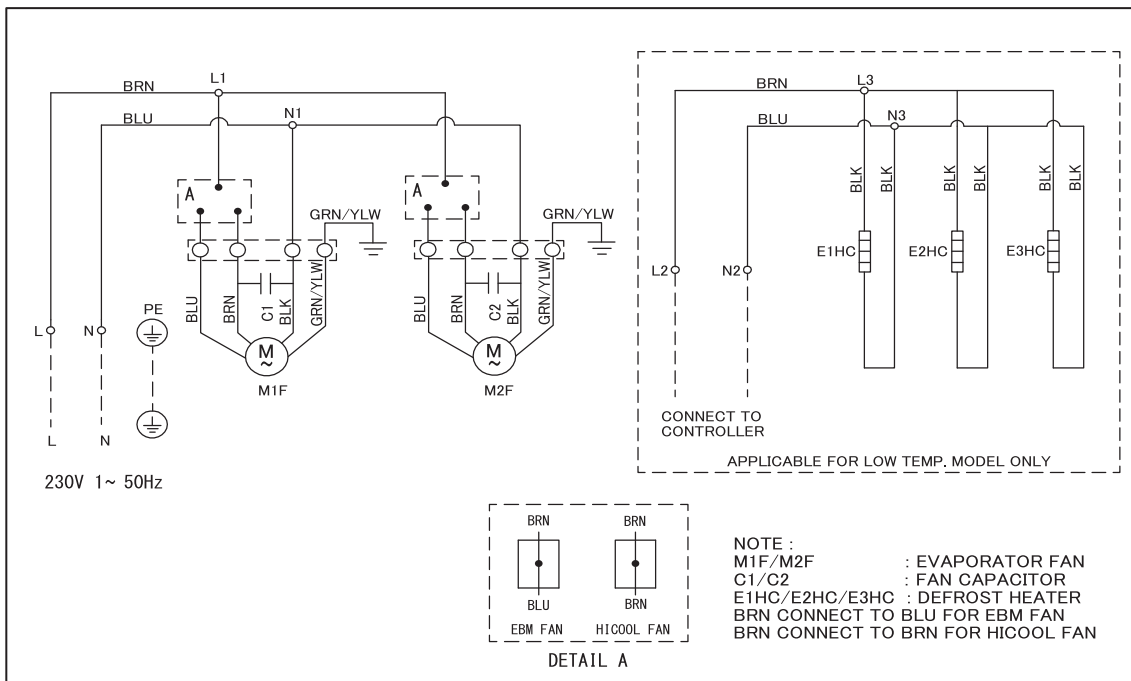 L1
BRN
N1
BLU
A
A
GRN/YLW
GRN/YLW
BLU
BRN
C1
BLK
GRN/YLW
BLU
BRN
C2
BLK
GRN/YLW
M
~
M1F
M
~
M2F
L
N
PE
L
N
230V 1~ 50Hz
BRN
L3
BLU
N3
BLK
BLK
BLK
BLK
BLK
BLK
E1HC
E2HC
E3HC
L2
N2
CONNECT TO
CONTROLLER
APPLICABLE FOR LOW TEMP. MODEL ONLY
BRN
BRN
BLU
BRN
EBM FAN
HICOOL FAN
DETAIL A
NOTE :
M1F/M2F : EVAPORATOR FAN
C1/C2 : FAN CAPACITOR
E1HC/E2HC/E3HC : DEFROST HEATER
BRN CONNECT TO BLU FOR EBM FAN
BRN CONNECT TO BRN FOR HICOOL FAN